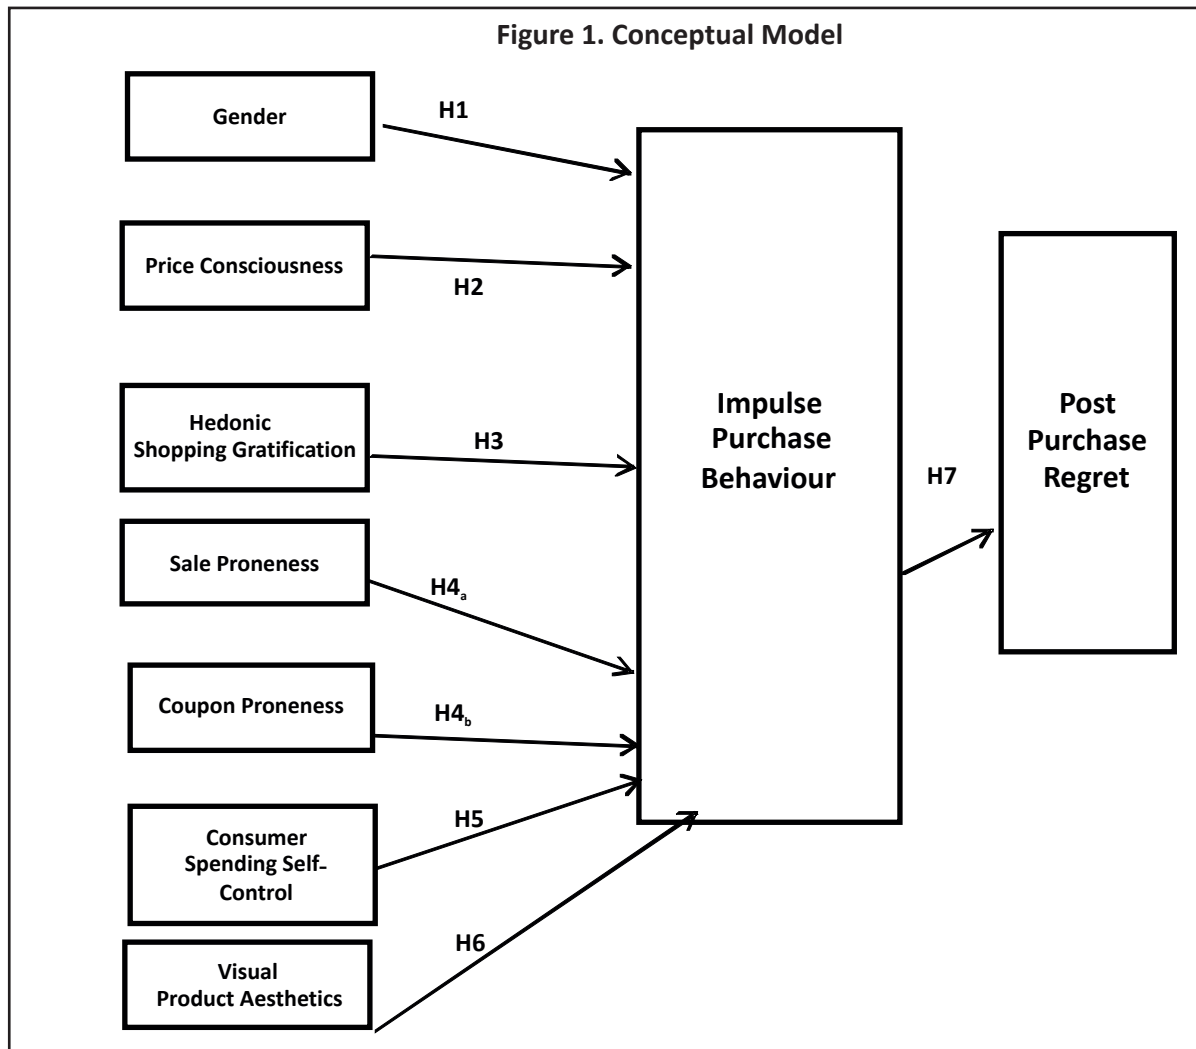 Figure 1. Conceptual Model
Gender
H1
Price Consciousness
H2
Hedonic
Shopping Gratification
H3
Sale Proneness
H4a
Coupon Proneness
H4b
Consumer
Spending Self-
Control
H5
Visual
Product Aesthetics
H6
Impulse
Purchase
Behaviour
H7
Post
Purchase
Regret